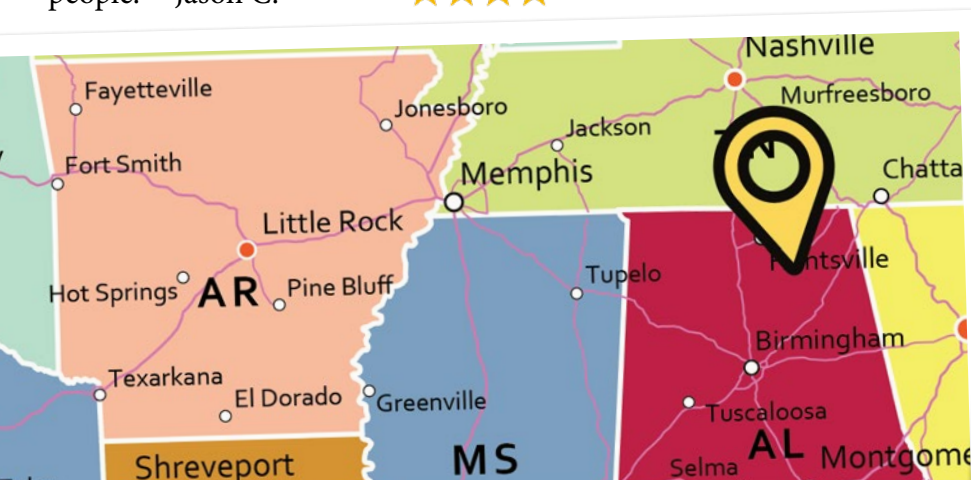 people. – Jason C.
Nashville
Fayetteville
Murfreesboro
Jonesboro
Jackson
Fort Smith
Memphis
Chatta
Little Rock
Huntsville
Tupelo
Hot Springs
AR
Pine Bluff
Birmingham
Texarkana
El Dorado
Greenville
Tuscaloosa
AL
Montgome
MS
Shreveport
Selma